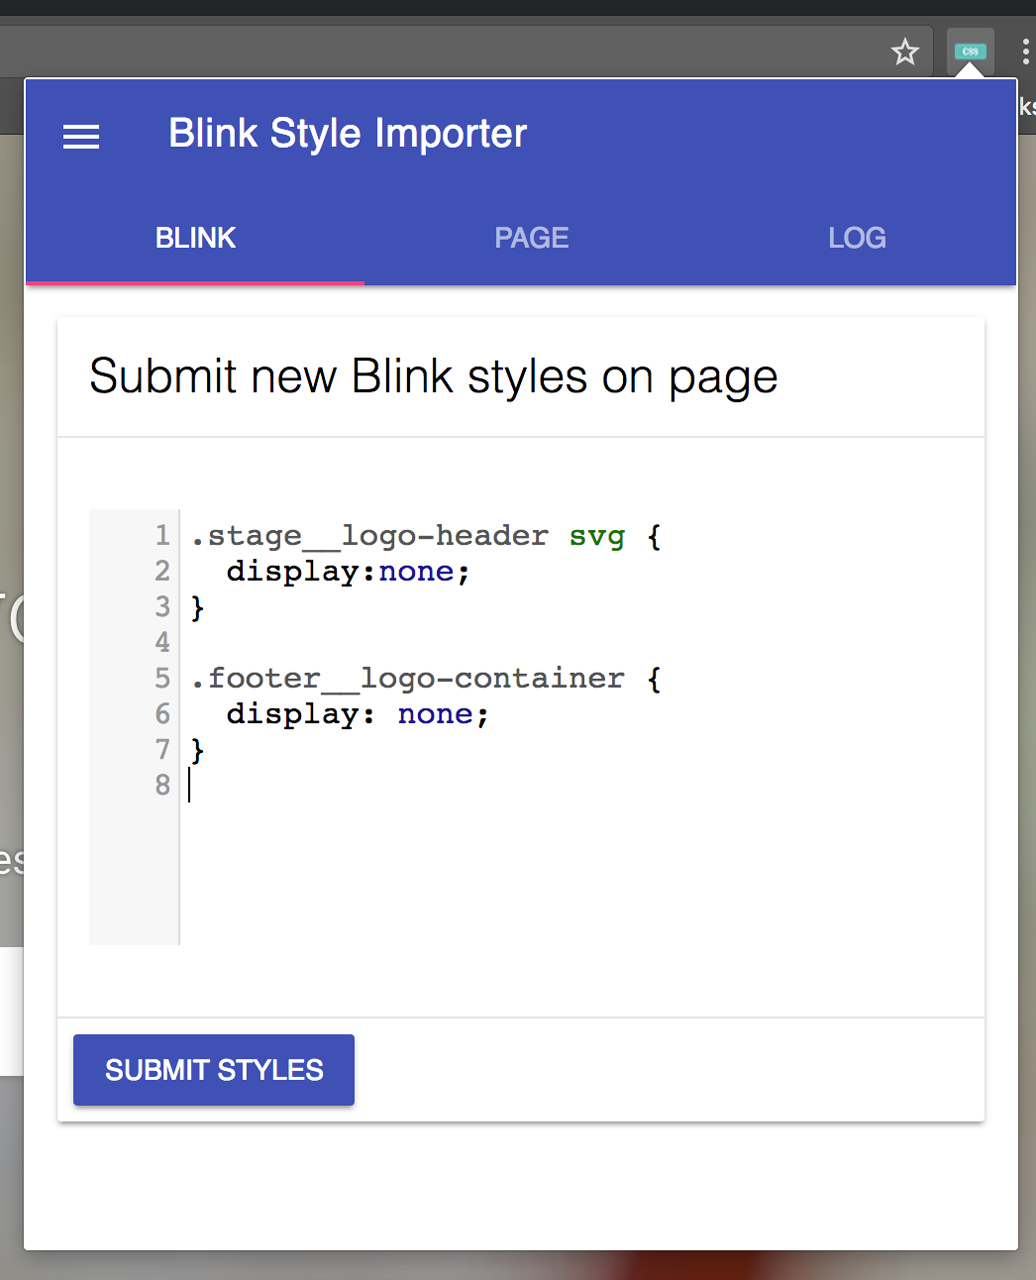 CSS
Blink Style Importer
BLINK PAGE LOG
Submit new Blink styles on page
1 .stage__logo-header svg {
2   display:none;
3 }
4
5 .footer__logo-container {
6   display: none;
7 }
8
SUBMIT STYLES